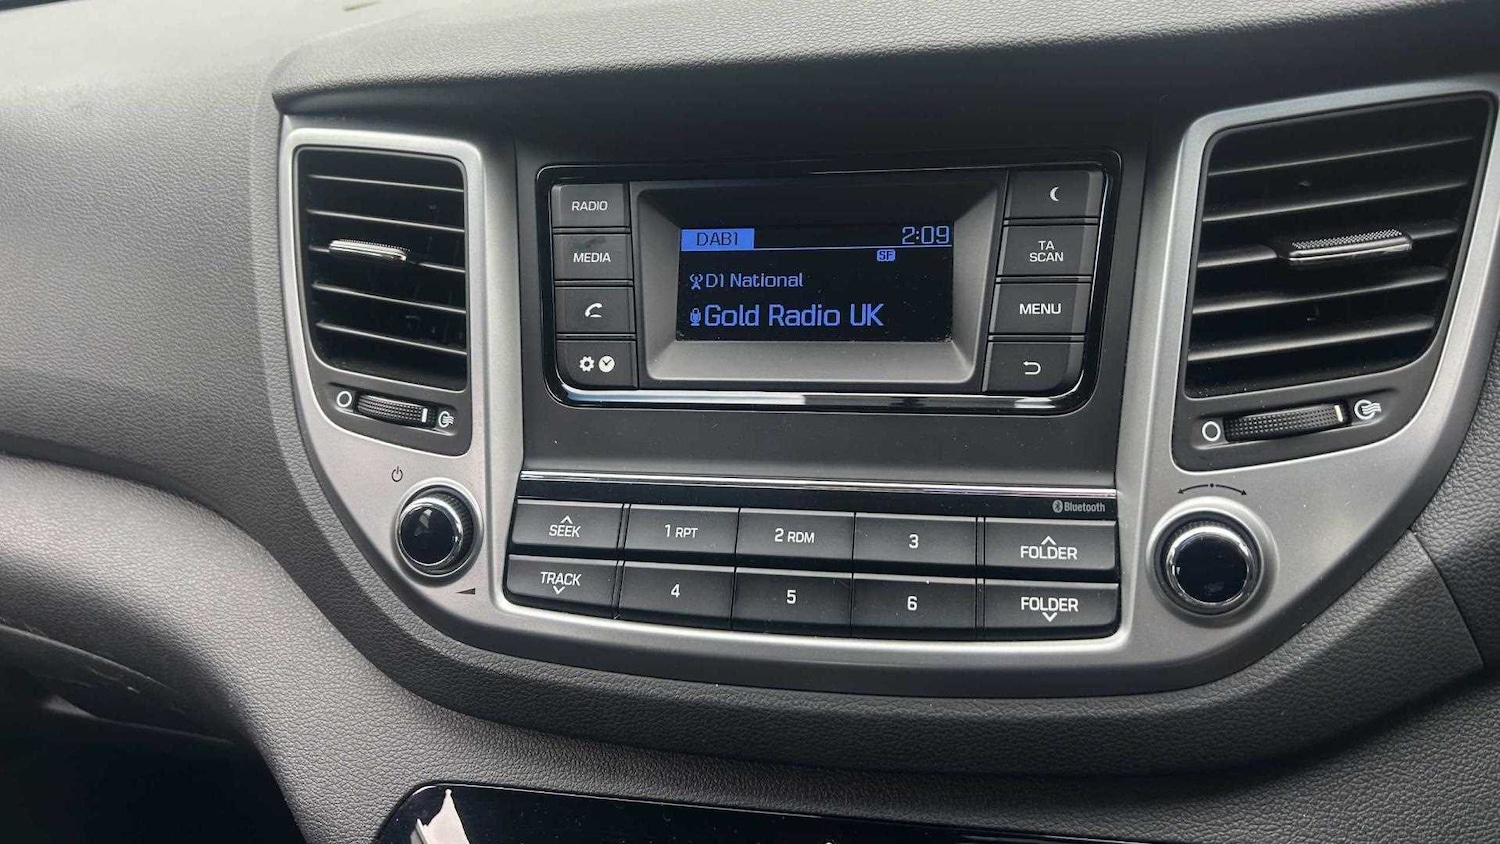 RADIO
MEDIA
DAB1 2:09
SF
D1 National
Gold Radio UK
TA
SCAN
MENU
Bluetooth
SEEK
1 RPT
2 RDM
3
FOLDER
TRACK
4
5
6
FOLDER